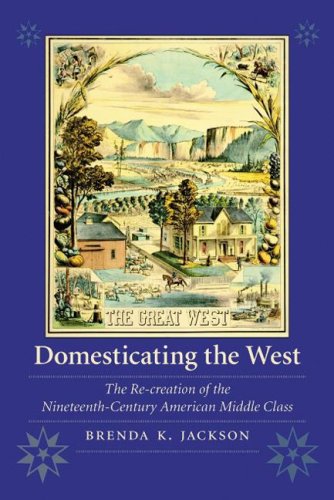 THE GREAT WEST
Domesticating the West
The Re-creation of the
Nineteenth-Century American Middle Class
BRENDA K. JACKSON